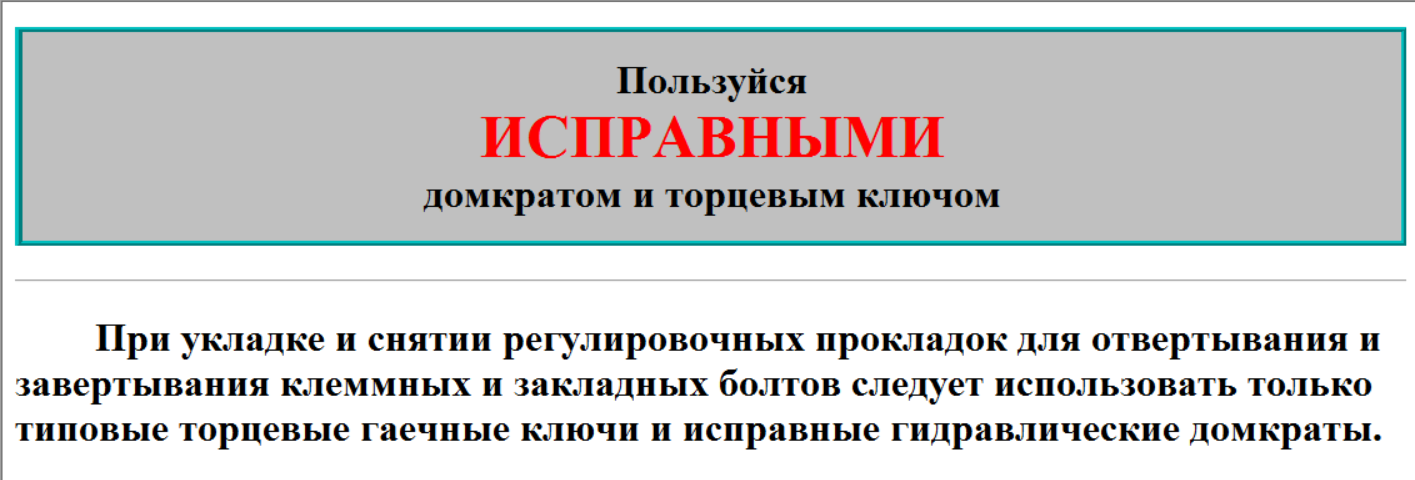 Пользуйся
ИСПРАВНЫМИ
домкратом и торцевым ключом
При укладке и снятии регулировочных прокладок для отвертывания и
завертывания клеммных и закладных болтов следует использовать только
типовые торцевые гаечные ключи и исправные гидравлические домкраты.